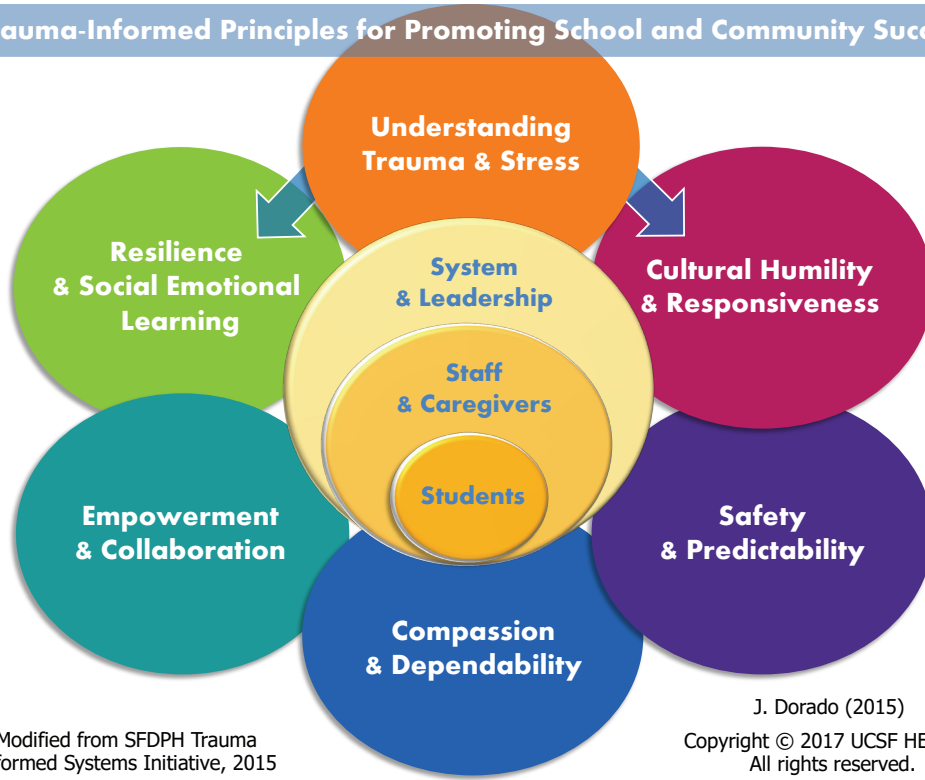 auma-Informed Principles for Promoting School and Community Succ
Understanding
Trauma & Stress
Resilience
& Social Emotional
Learning
System
& Leadership
Cultural Humility
& Responsiveness
Staff
& Caregivers
Students
Empowerment
& Collaboration
Safety
& Predictability
Compassion
& Dependability
J. Dorado (2015)
Modified from SFDPH Trauma
formed Systems Initiative, 2015
Copyright © 2017 UCSF HE
All rights reserved.